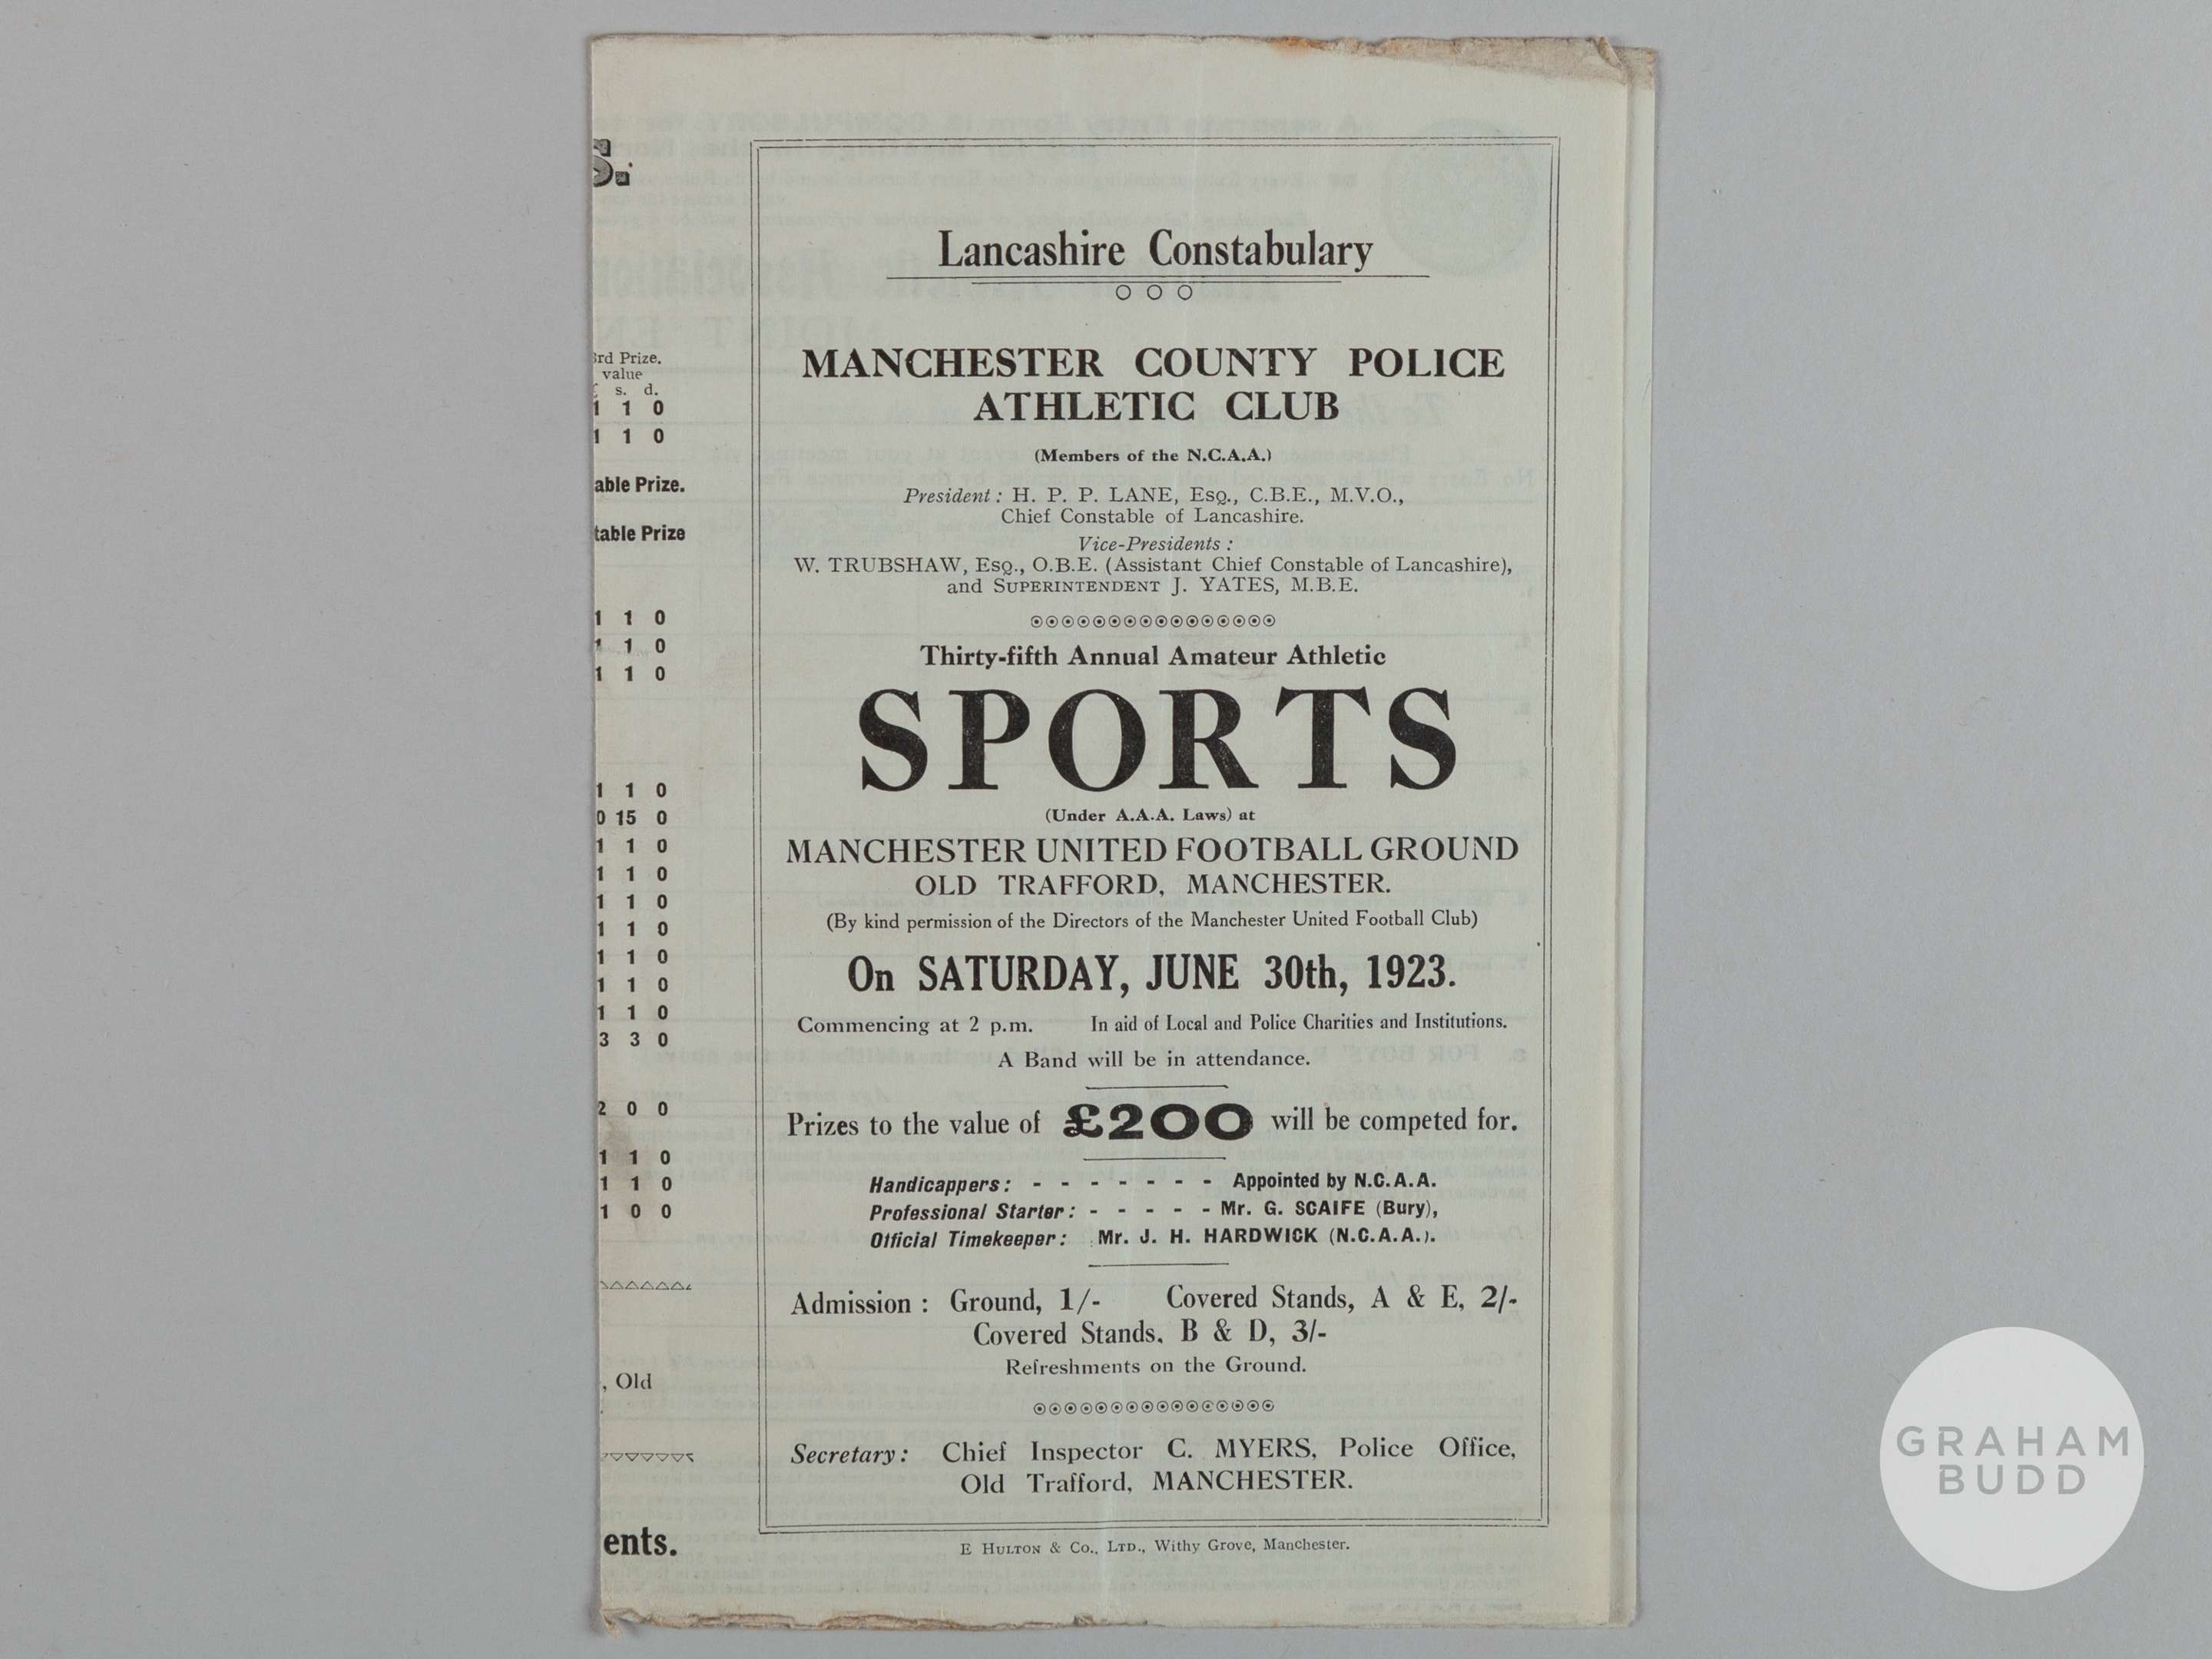 S.
3rd Prize.
value
£ s. d.
1 1 0
1 1 0
able Prize.
table Prize
1 1 0
1 1 0
1 1 0
1 1 0
0 15 0
1 1 0
1 1 0
1 1 0
1 1 0
1 1 0
1 1 0
1 1 0
3 3 0
2 0 0
1 1 0
1 1 0
1 0 0
, Old
ents.
Lancashire Constabulary
MANCHESTER COUNTY POLICE
ATHLETIC CLUB
(Members of the N.C.A.A.)
President: H. P. P. LANE, Esq., C.B.E., M.V.O.,
Chief Constable of Lancashire.
Vice-Presidents:
W. TRUBSHAW, Esq., O.B.E. (Assistant Chief Constable of Lancashire),
and SUPERINTENDENT J. YATES, M.B.E.
Thirty-fifth Annual Amateur Athletic
SPORTS
(Under A.A.A. Laws) at
MANCHESTER UNITED FOOTBALL GROUND
OLD TRAFFORD, MANCHESTER.
(By kind permission of the Directors of the Manchester United Football Club)
On SATURDAY, JUNE 30th, 1923.
Commencing at 2 p.m. In aid of Local and Police Charities and Institutions.
A Band will be in attendance.
Prizes to the value of £200 will be competed for.
Handicappers: - - - - - - - Appointed by N.C.A.A.
Professional Starter: - - - - - Mr. G. SCAIFE (Bury),
Official Timekeeper: Mr. J. H. HARDWICK (N.C.A.A.).
Admission: Ground, 1/- Covered Stands, A & E, 2/-
Covered Stands, B & D, 3/-
Refreshments on the Ground.
Secretary: Chief Inspector C. MYERS, Police Office,
Old Trafford, MANCHESTER.
E HULTON & Co., LTD., Withy Grove, Manchester.
GRAHAM
BUDD